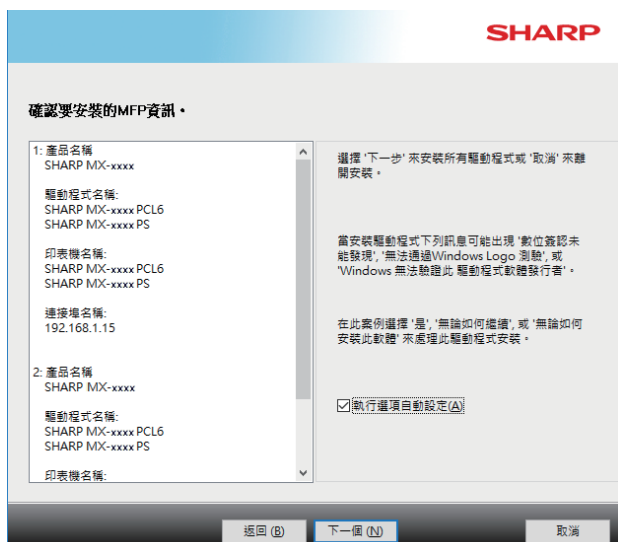 SHARP
確認要安裝的MFP資訊。
1: 產品名稱
SHARP MX-xxxx
驅動程式名稱:
SHARP MX-xxxx PCL6
SHARP MX-xxxx PS
印表機名稱:
SHARP MX-xxxx PCL6
SHARP MX-xxxx PS
連接埠名稱:
192.168.1.15
2: 產品名稱
SHARP MX-xxxx
驅動程式名稱:
SHARP MX-xxxx PCL6
SHARP MX-xxxx PS
印表機名稱:
選擇 '下一步' 來安裝所有驅動程式或 '取消' 來離
開安裝。
當安裝驅動程式下列訊息可能出現 '數位簽認未
能發現', '無法通過Windows Logo 測驗', 或
'Windows 無法驗證此 驅動程式軟體發行者'。
在此案例選擇 '是', '無論如何繼續', 或 '無論如何
安裝此軟體' 來處理此驅動程式安裝。
執行選項自動設定(A)
返回 (B)
下一個 (N)
取消